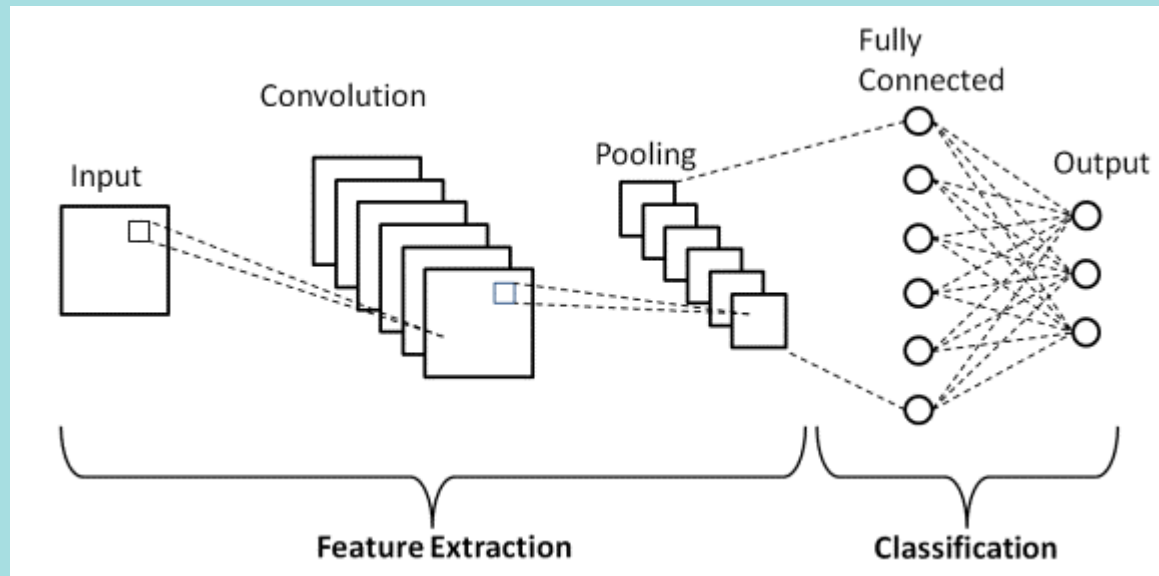 Input
Convolution
Pooling
Fully
Connected
Output
Feature Extraction
Classification